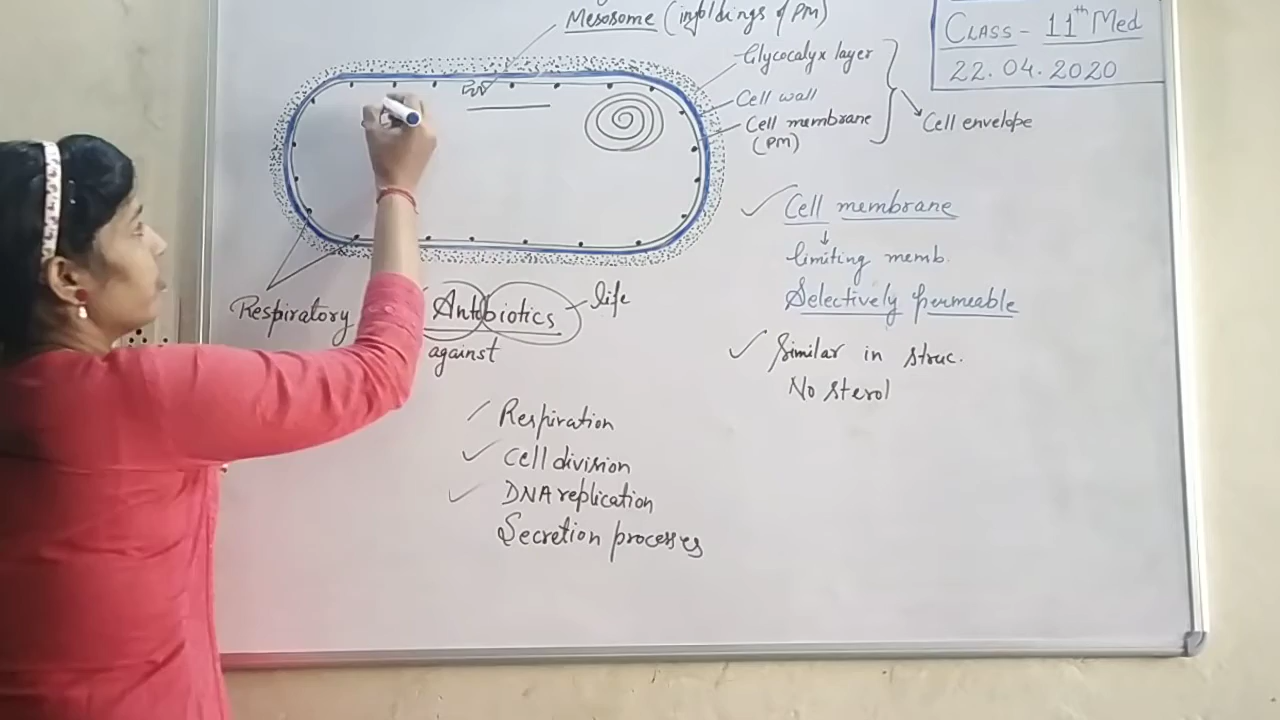 Mesosome (infoldings of PM)
CLASS - 11th Med
22.04.2020
Glycocalyx layer
Cell wall
Cell membrane
(PM)
Cell envelope
Cell membrane
limiting memb.
Selectively permeable
Similar in struc.
No sterol
Respiratory
Antibiotics
life
against
Respiration
Cell division
DNA replication
Secretion processes